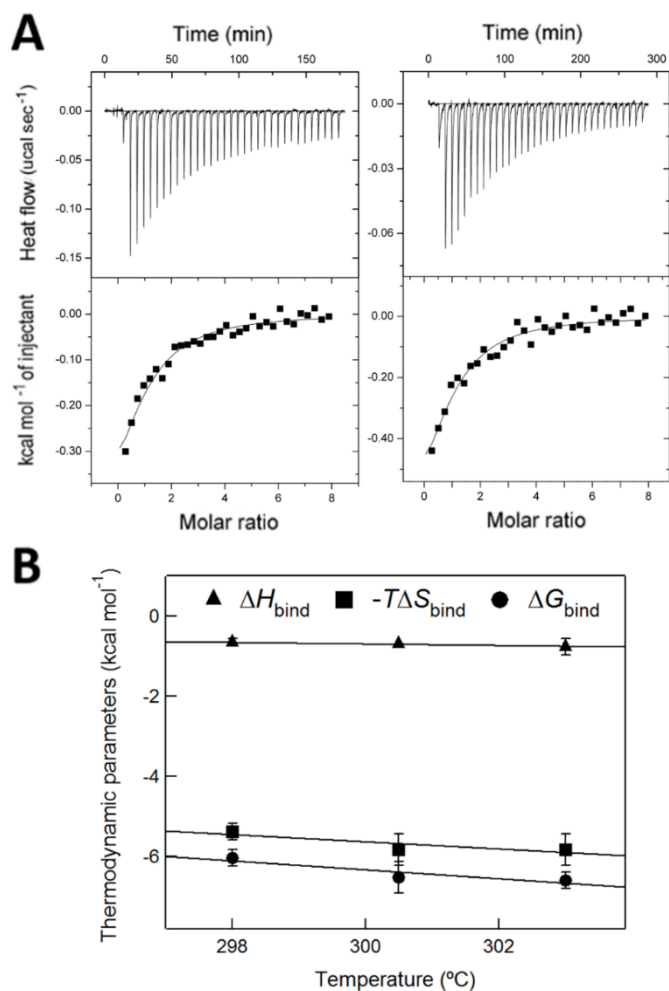 A
Time (min)
Time (min)
0 50 100 150
0 100 200 300
Heat flow (ucal sec⁻¹)
0.00
-0.05
-0.10
-0.15
0.00
-0.03
-0.06
kcal mol⁻¹ of injectant
0.00
-0.10
-0.20
-0.30
0.00
-0.20
-0.40
0 2 4 6 8
0 2 4 6 8
Molar ratio
Molar ratio
B
ΔH_bind -TΔS_bind ΔG_bind
Thermodynamic parameters (kcal mol⁻¹)
0
-2
-4
-6
298 300 302
Temperature (ºC)